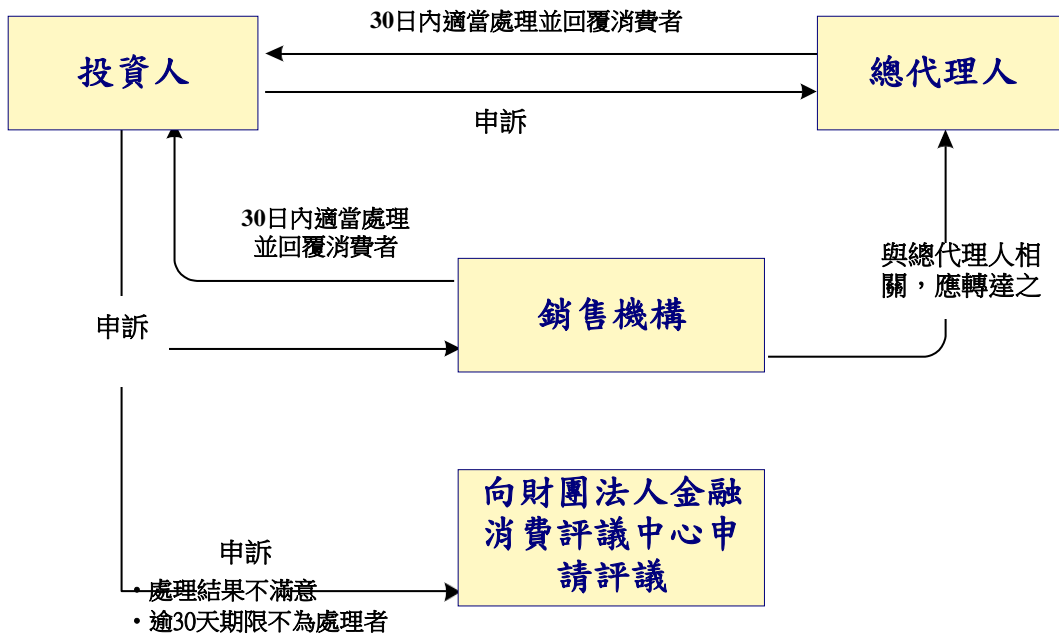 30日內適當處理並回覆消費者
投資人
總代理人
申訴
30日內適當處理
並回覆消費者
與總代理人相
關，應轉達之
銷售機構
申訴
向財團法人金融
消費評議中心申
請評議
申訴
・處理結果不滿意
・逾30天期限不為處理者